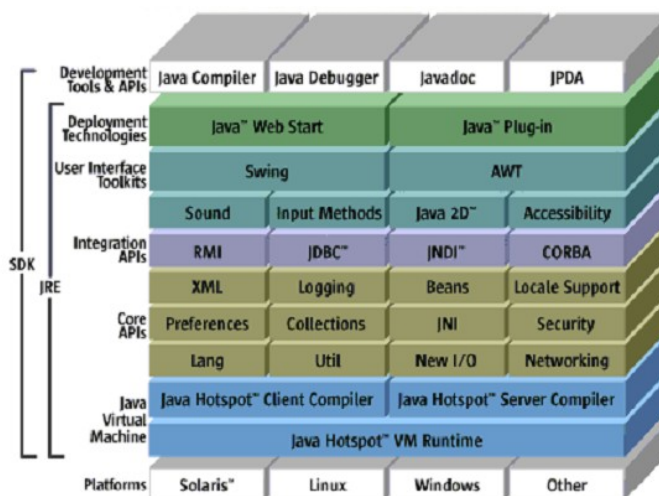 Development Tools & APIs
Java Compiler
Java Debugger
Javadoc
JPDA
Deployment Technologies
Java™ Web Start
Java™ Plug-in
User Interface Toolkits
Swing
AWT
Sound
Input Methods
Java 2D™
Accessibility
Integration APIs
RMI
JDBC™
JNDI™
CORBA
SDK
JRE
XML
Logging
Beans
Locale Support
Core APIs
Preferences
Collections
JNI
Security
Lang
Util
New I/O
Networking
Java Virtual Machine
Java Hotspot™ Client Compiler
Java Hotspot™ Server Compiler
Java Hotspot™ VM Runtime
Platforms
Solaris™
Linux
Windows
Other